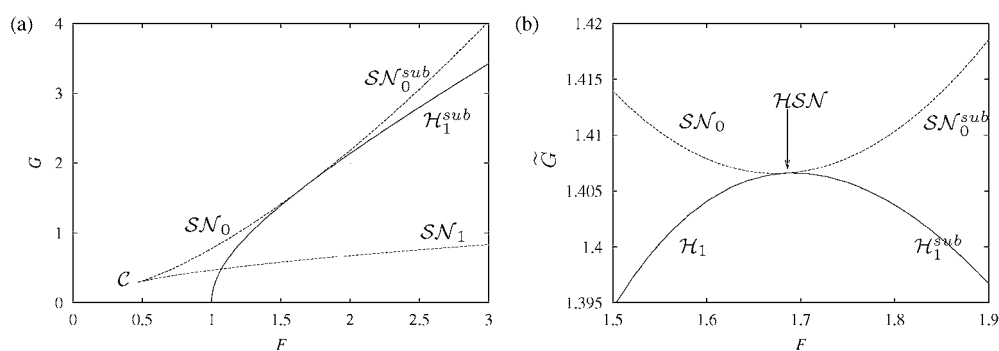 (a)
4
3
2
1
0
G
SN₀ˢᵘᵇ
H₁ˢᵘᵇ
SN₀
SN₁
C
0 0.5 1 1.5 2 2.5 3
F
(b)
1.42
1.415
1.41
1.405
1.4
1.395
G̃
HSN
SN₀
SN₀ˢᵘᵇ
H₁
H₁ˢᵘᵇ
1.5 1.6 1.7 1.8 1.9
F